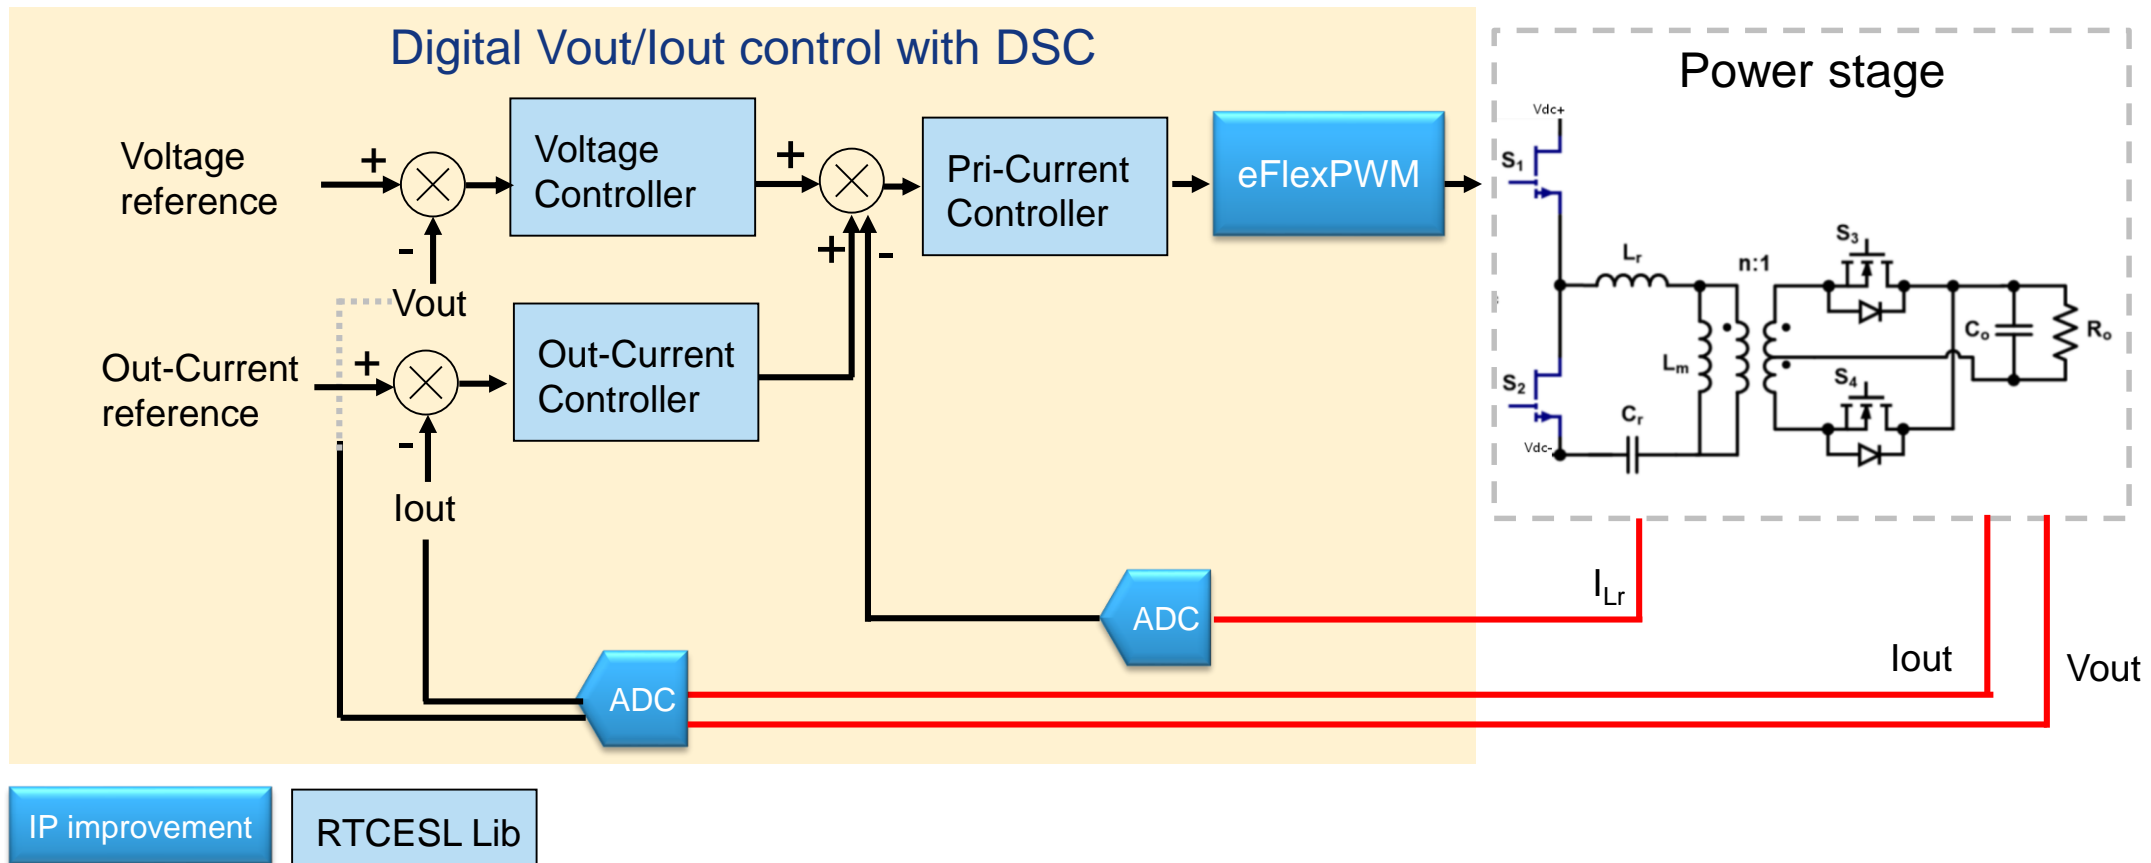 Digital Vout/Iout control with DSC
Power stage
Voltage
reference
+
-
Vout
Voltage
Controller
+
+
-
Pri-Current
Controller
eFlexPWM
Out-Current
reference
+
-
Iout
Out-Current
Controller
Vdc+
S1
S2
Vdc-
Lr
Lm
Cr
n:1
S3
S4
Co
Ro
ADC
ILr
ADC
Iout
Vout
IP improvement
RTCESL Lib